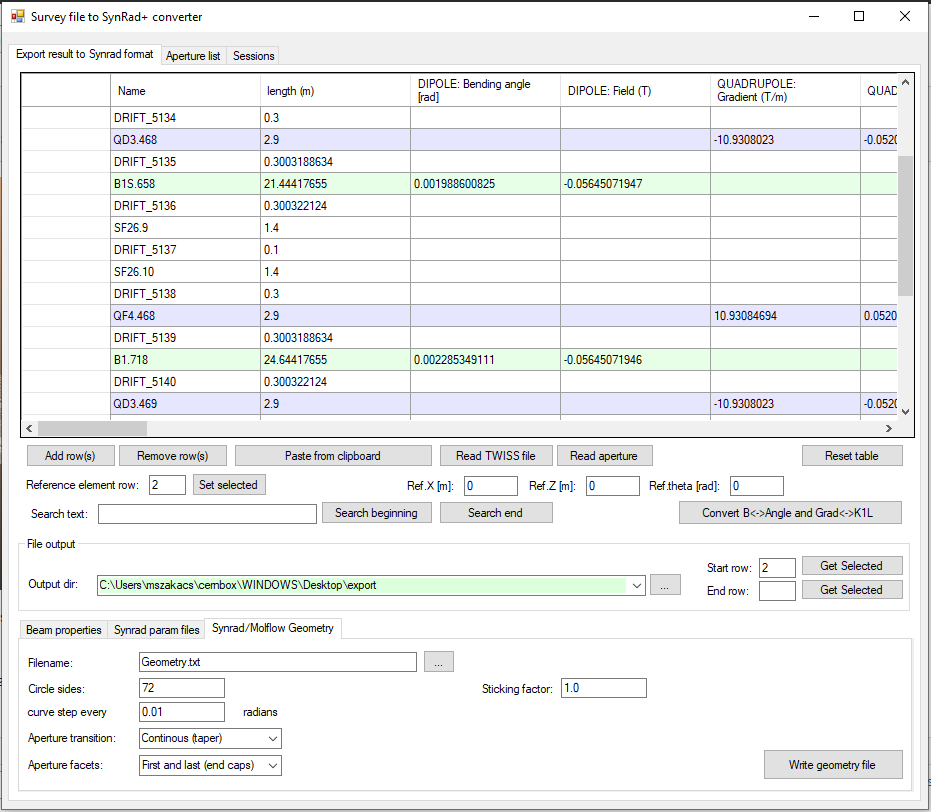 Survey file to SynRad+ converter
Export result to Synrad format Aperture list Sessions
Name length (m) DIPOLE: Bending angle [rad] DIPOLE: Field (T) QUADRUPOLE: Gradient (T/m) QUAD
DRIFT_5134 0.3
QD3.468 2.9 -10.9308023 -0.0520
DRIFT_5135 0.3003188634
B1S.658 21.44417655 0.001988600825 -0.05645071947
DRIFT_5136 0.300322124
SF26.9 1.4
DRIFT_5137 0.1
SF26.10 1.4
DRIFT_5138 0.3
QF4.468 2.9 10.93084694 0.0520
DRIFT_5139 0.3003188634
B1.718 24.64417655 0.002285349111 -0.05645071946
DRIFT_5140 0.300322124
QD3.469 2.9 -10.9308023 -0.0520
Add row(s) Remove row(s) Paste from clipboard Read TWISS file Read aperture Reset table
Reference element row: 2 Set selected Ref.X [m]: 0 Ref.Z [m]: 0 Ref.theta [rad]: 0
Search text: Search beginning Search end Convert B<->Angle and Grad<->K1L
File output
Output dir: C:\Users\mszakacs\cernbox\WINDOWS\Desktop\export ... Start row: 2 Get Selected
End row: Get Selected
Beam properties Synrad param files Synrad/Molflow Geometry
Filename: Geometry.txt ...
Circle sides: 72 Sticking factor: 1.0
curve step every 0.01 radians
Aperture transition: Continous (taper)
Aperture facets: First and last (end caps) Write geometry file